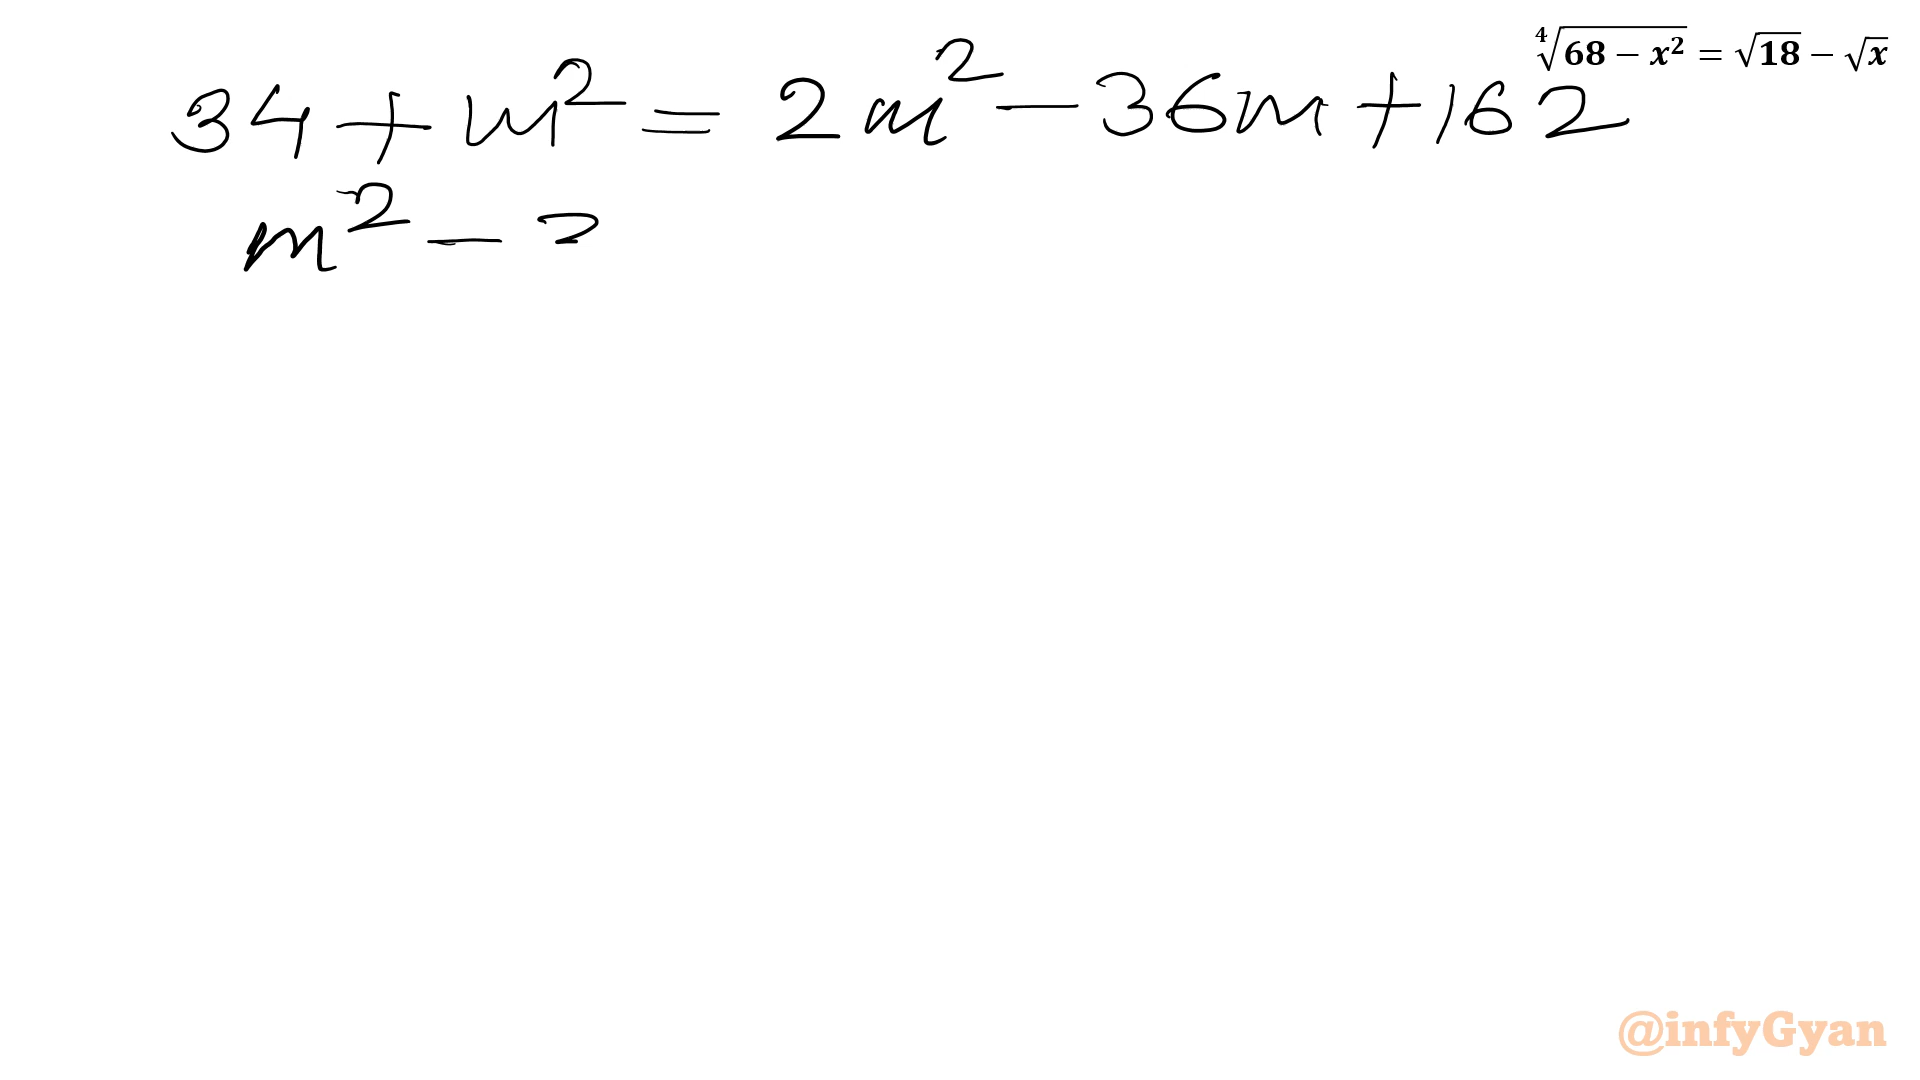 ∜(68 − x²) = √18 − √x
34 + m² = 2m² − 36m + 162
m² −
@infyGyan